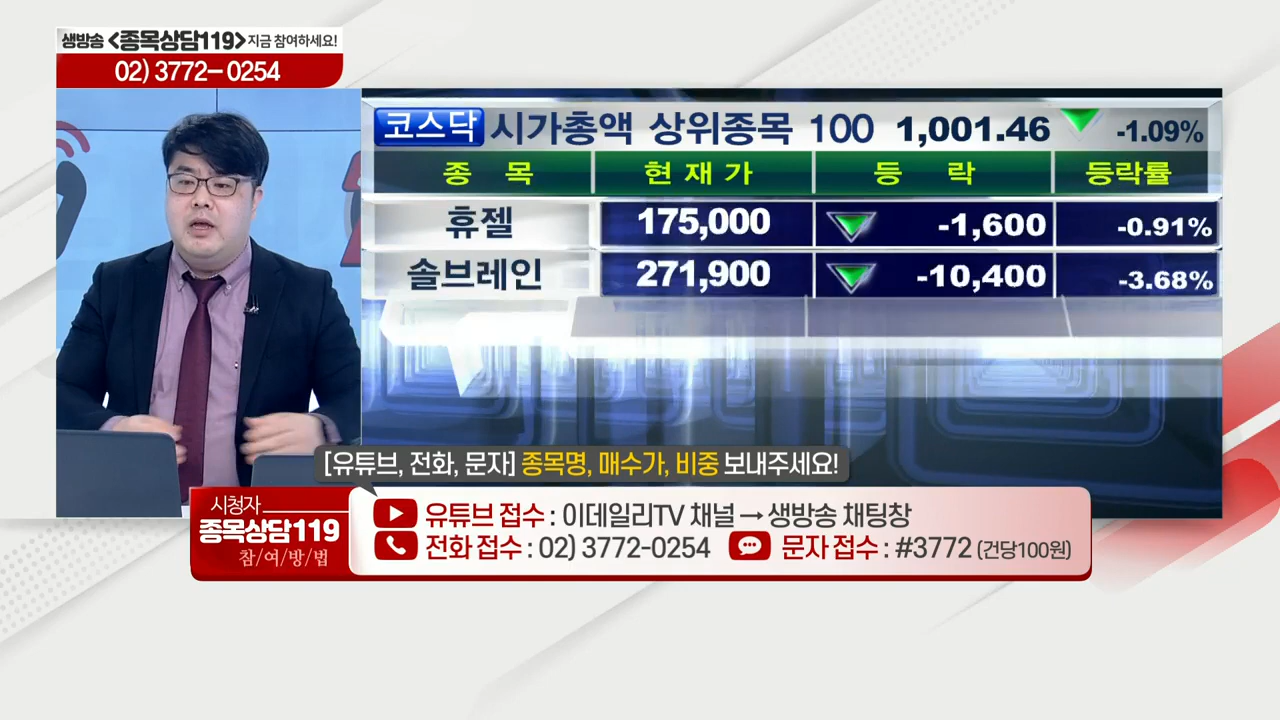 생방송 <종목상담119> 지금 참여하세요!
02) 3772-0254
코스닥 시가총액 상위종목 100 1,001.46 -1.09%
종목 현재가 등락 등락률
휴젤 175,000 -1,600 -0.91%
솔브레인 271,900 -10,400 -3.68%
[유튜브, 전화, 문자] 종목명, 매수가, 비중 보내주세요!
시청자
종목상담119
참/여/방/법
유튜브 접수 : 이데일리TV 채널 → 생방송 채팅창
전화 접수 : 02) 3772-0254 문자 접수 : #3772 (건당100원)